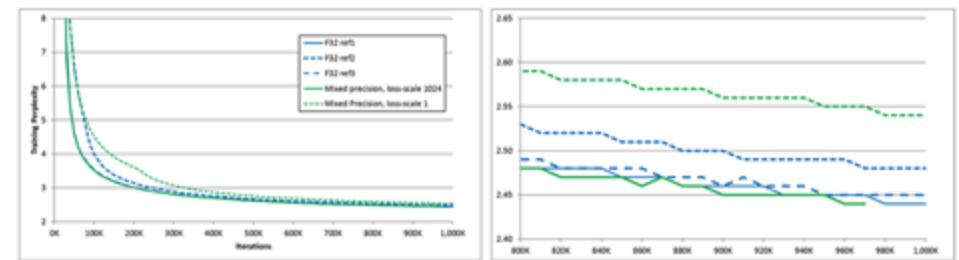 8
7
6
5
4
3
2
Training Perplexity
0K 100K 200K 300K 400K 500K 600K 700K 800K 900K 1,000K
Iterations
F32 ref1
F32 ref2
F32 ref3
Mixed precision, loss-scale 1024
Mixed Precision, loss-scale 1
2.65
2.60
2.55
2.50
2.45
2.40
800K 820K 840K 860K 880K 900K 920K 940K 960K 980K 1,000K